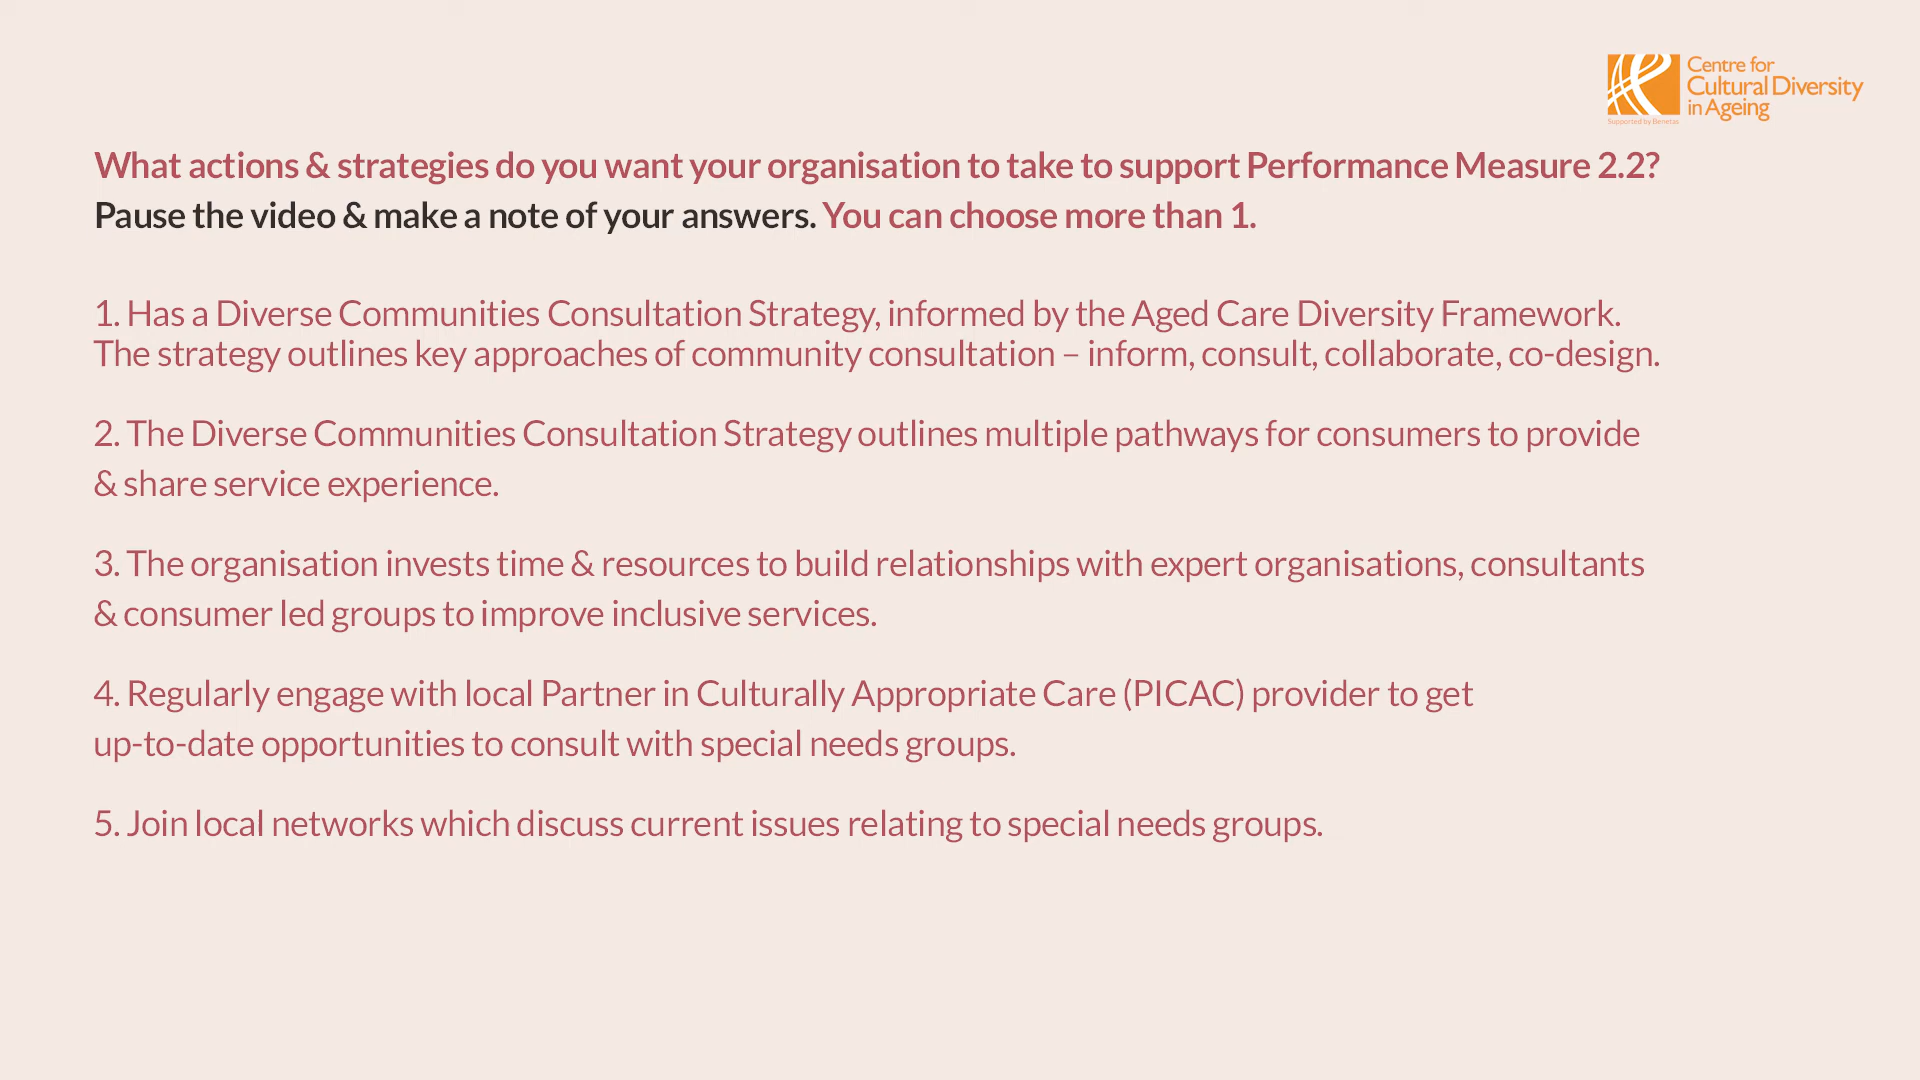 Centre for
Cultural Diversity
in Ageing
Supported by Benetas
What actions & strategies do you want your organisation to take to support Performance Measure 2.2?
Pause the video & make a note of your answers. You can choose more than 1.
1. Has a Diverse Communities Consultation Strategy, informed by the Aged Care Diversity Framework.
The strategy outlines key approaches of community consultation – inform, consult, collaborate, co-design.
2. The Diverse Communities Consultation Strategy outlines multiple pathways for consumers to provide
& share service experience.
3. The organisation invests time & resources to build relationships with expert organisations, consultants
& consumer led groups to improve inclusive services.
4. Regularly engage with local Partner in Culturally Appropriate Care (PICAC) provider to get
up-to-date opportunities to consult with special needs groups.
5. Join local networks which discuss current issues relating to special needs groups.